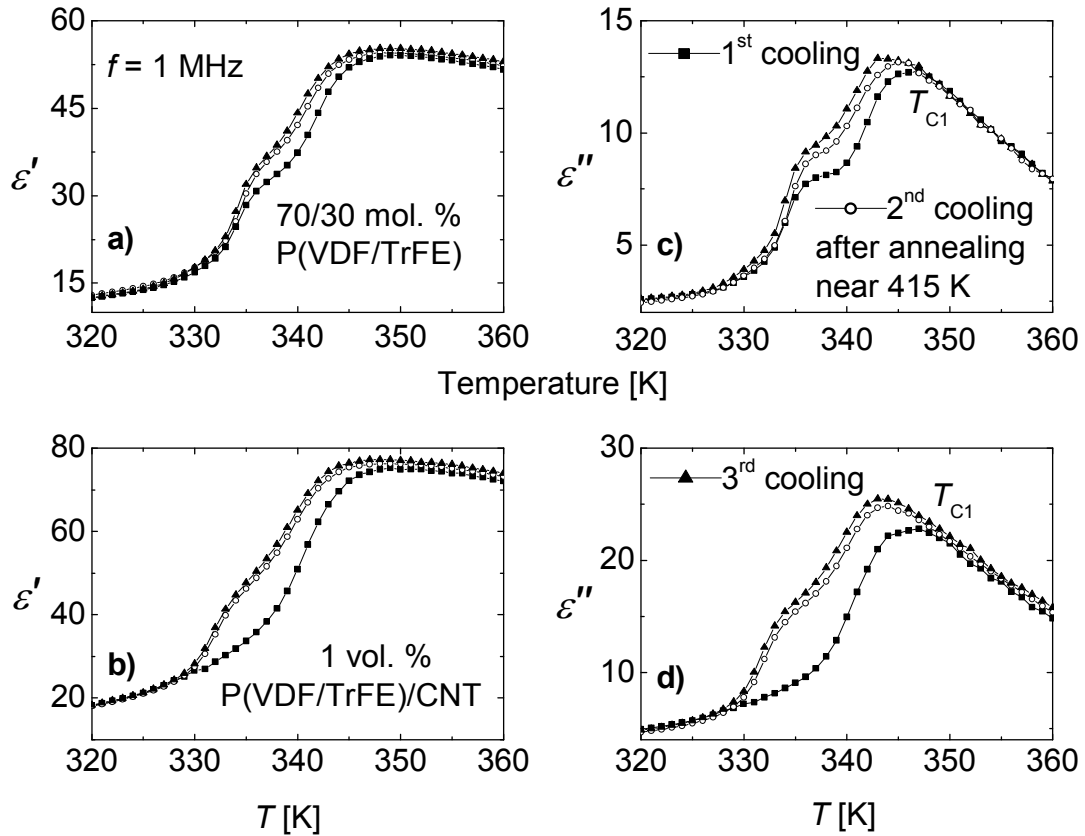 60
45
30
15
ε′
f = 1 MHz
70/30 mol. %
a) P(VDF/TrFE)
320 330 340 350 360
15
10
5
ε″
1st cooling
TC1
2nd cooling
c) after annealing
near 415 K
320 330 340 350 360
Temperature [K]
80
60
40
20
ε′
b) 1 vol. %
P(VDF/TrFE)/CNT
320 330 340 350 360
T [K]
30
20
10
ε″
3rd cooling
TC1
d)
320 330 340 350 360
T [K]